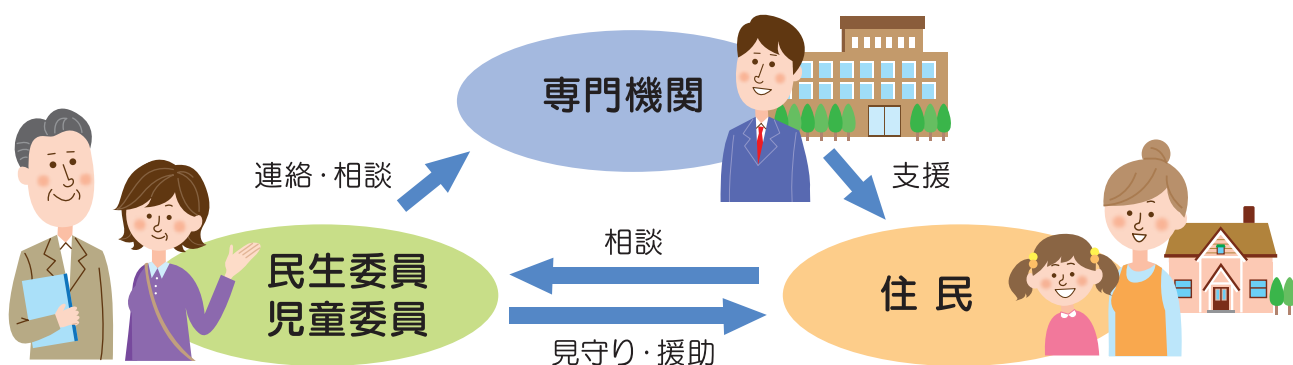 専門機関
連絡・相談
支援
相談
民生委員
児童委員
住民
見守り・援助